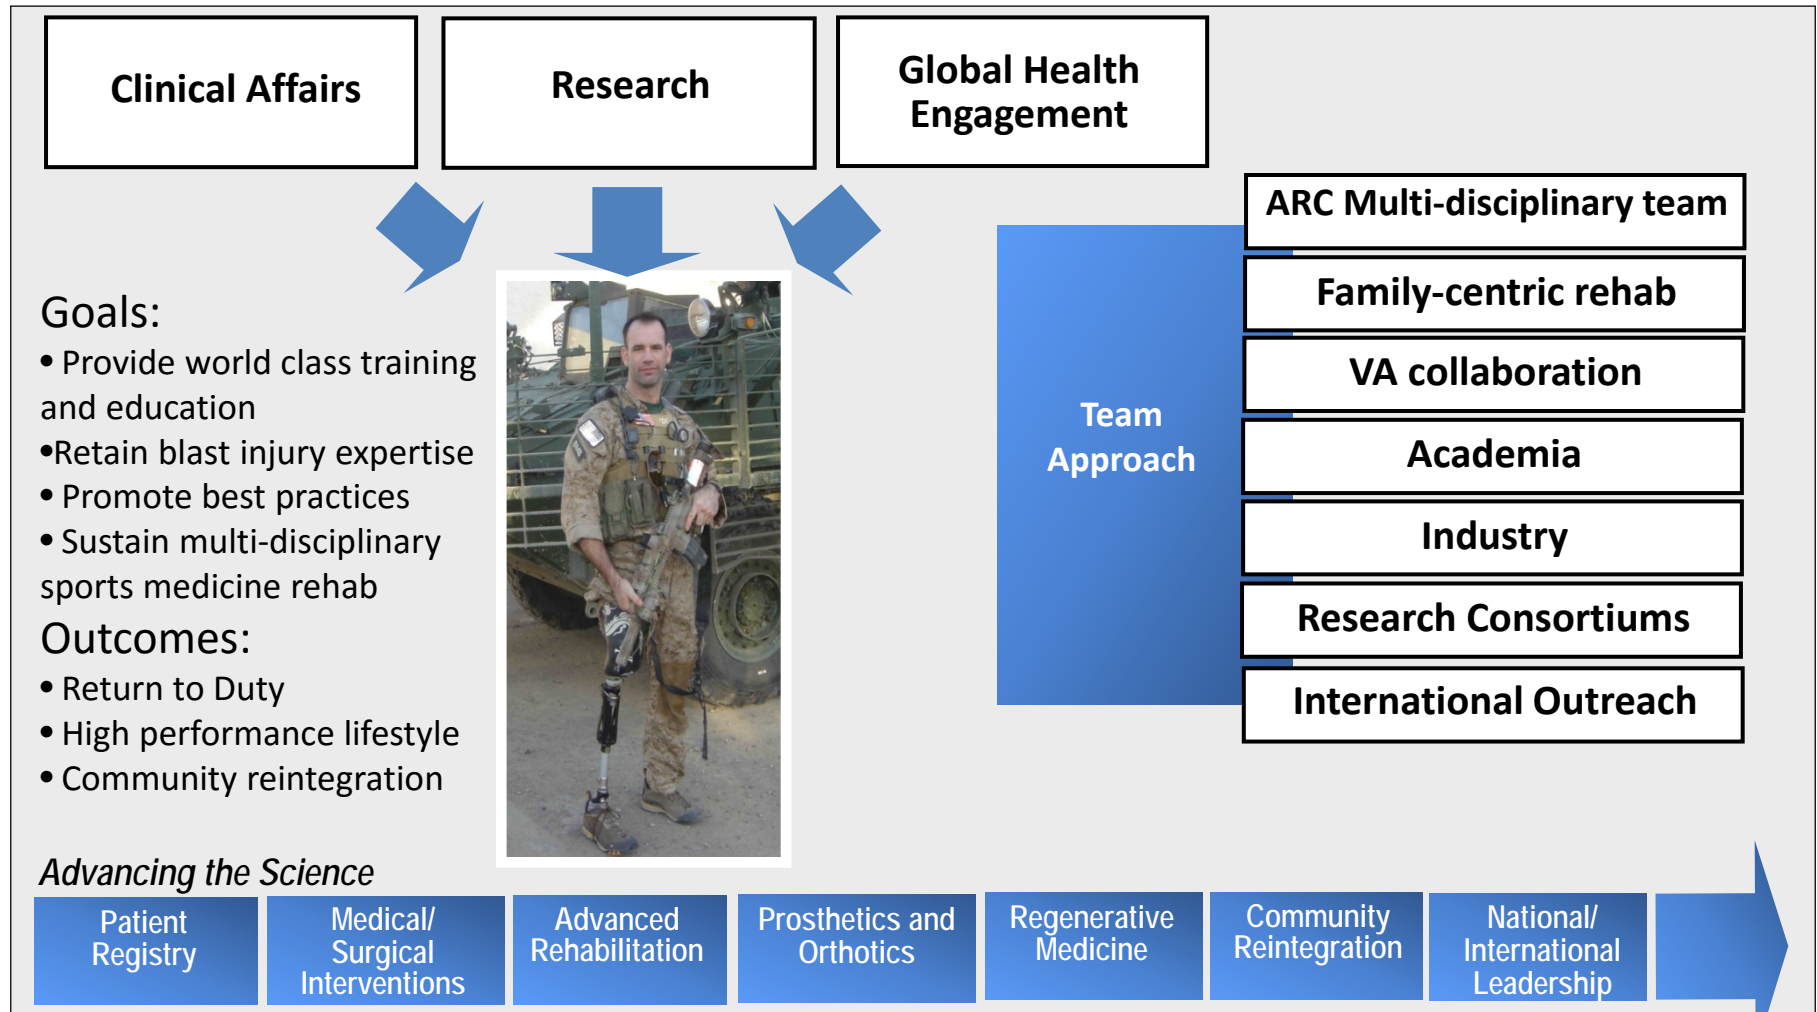 Clinical Affairs
Research
Global Health
Engagement
Goals:
• Provide world class training
and education
•Retain blast injury expertise
• Promote best practices
• Sustain multi-disciplinary
sports medicine rehab
Outcomes:
• Return to Duty
• High performance lifestyle
• Community reintegration
Team
Approach
ARC Multi-disciplinary team
Family-centric rehab
VA collaboration
Academia
Industry
Research Consortiums
International Outreach
Advancing the Science
Patient
Registry
Medical/
Surgical
Interventions
Advanced
Rehabilitation
Prosthetics and
Orthotics
Regenerative
Medicine
Community
Reintegration
National/
International
Leadership